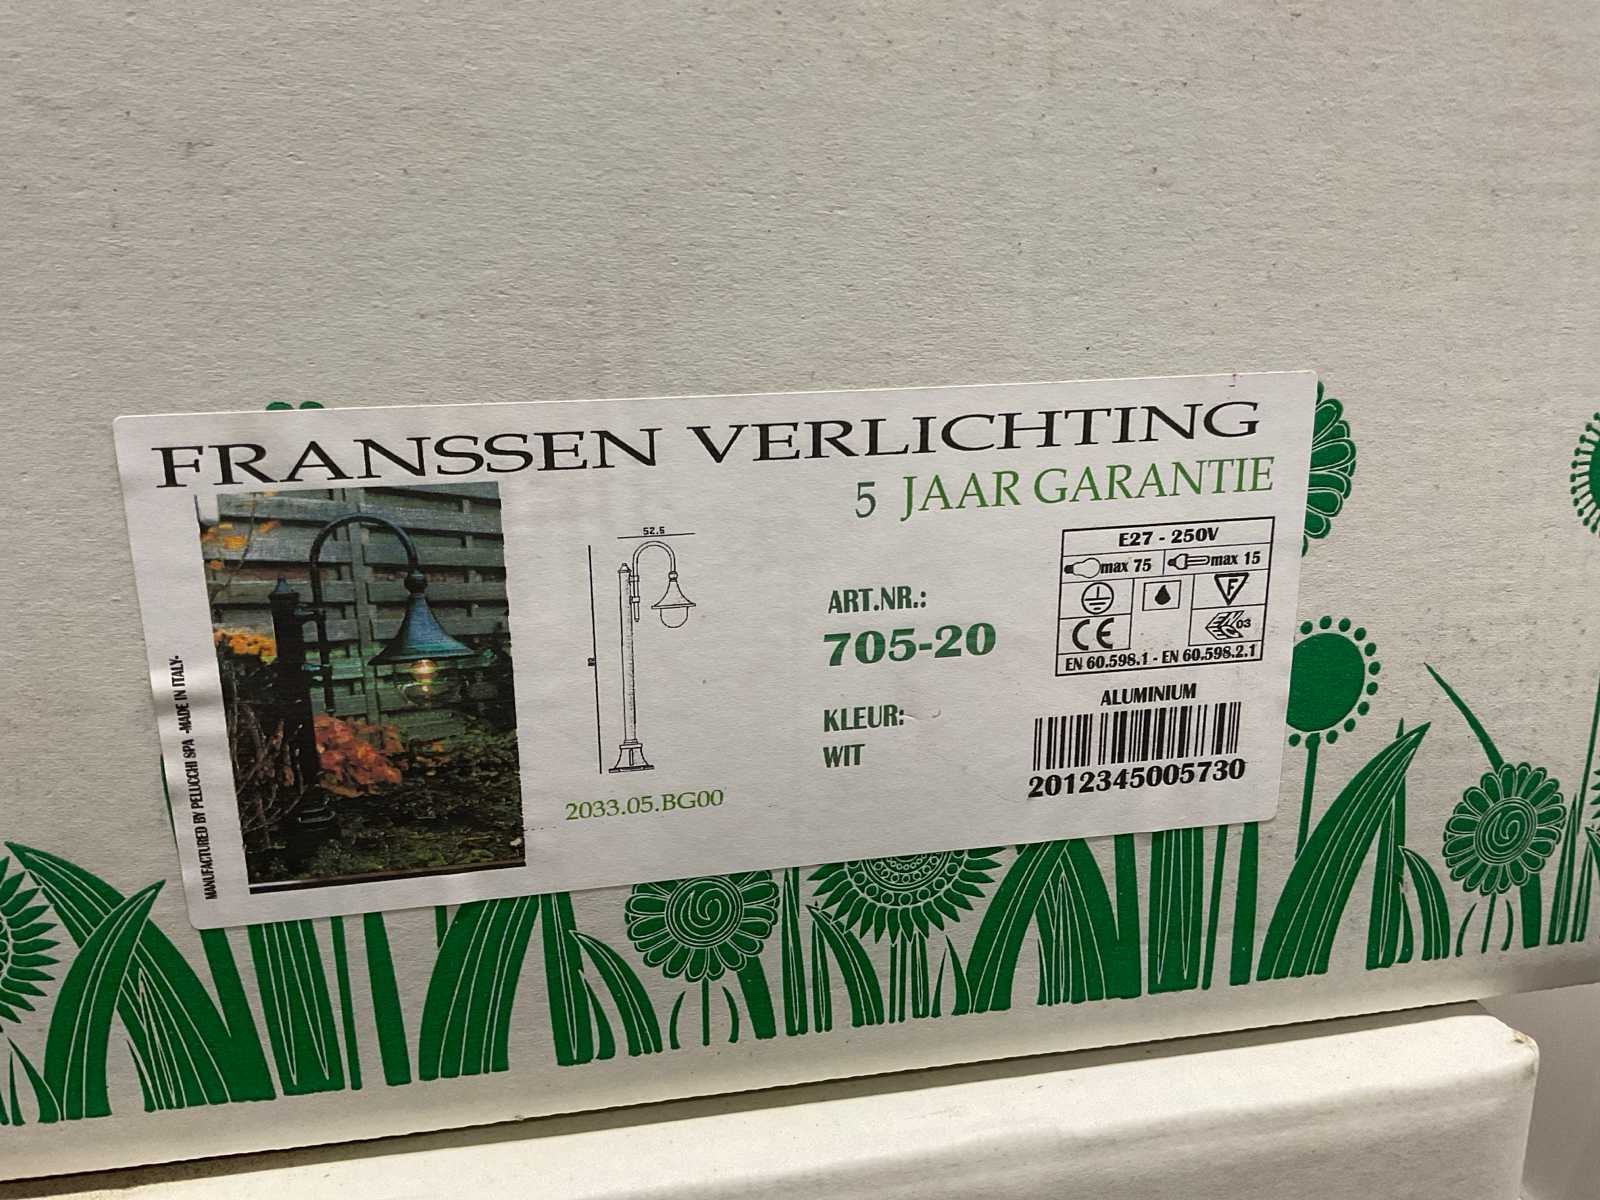 FRANSSEN VERLICHTING
5 JAAR GARANTIE
MANUFACTURED BY PELUCCHI SPA -MADE IN ITALY-
52.5
2033.05.BG00
ART.NR.:
705-20
KLEUR:
WIT
E27 - 250V
max 75
max 15
F
CE
03
EN 60.598.1 - EN 60.598.2.1
ALUMINIUM
2012345005730